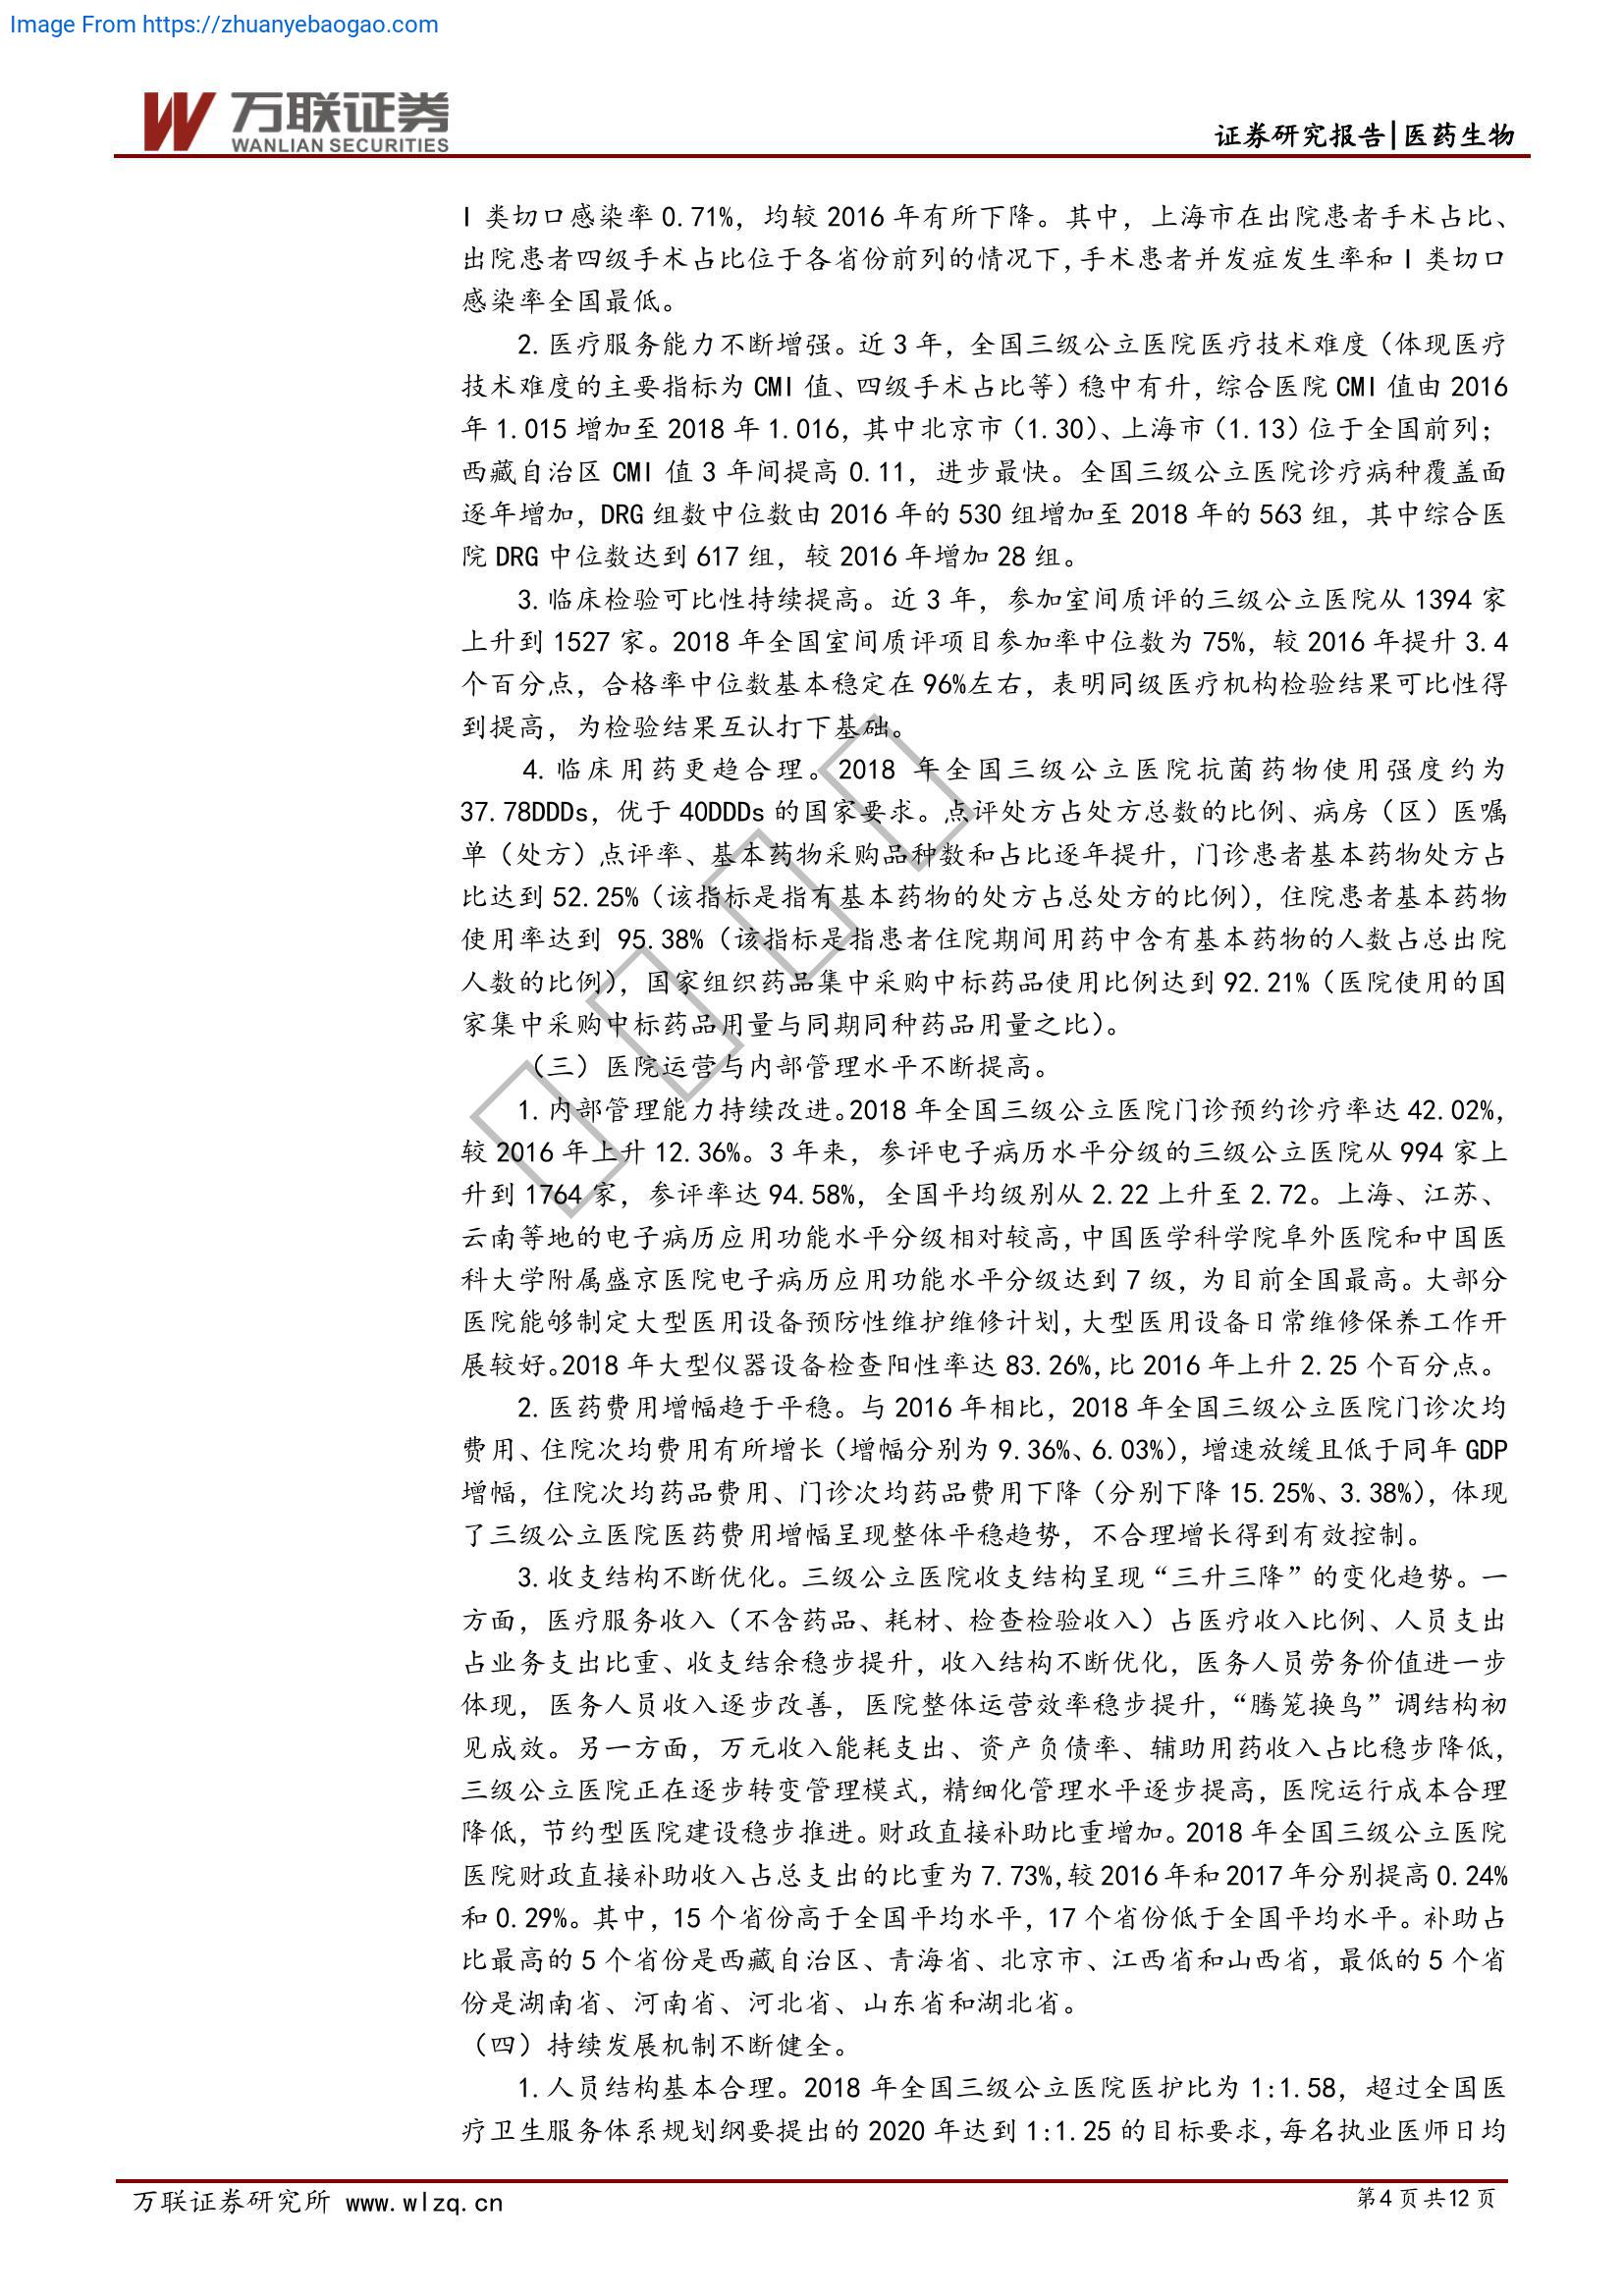 Image From https://zhuanyebaogao.com
万联证券
WANLIAN SECURITIES
证券研究报告|医药生物
I 类切口感染率 0.71%，均较 2016 年有所下降。其中，上海市在出院患者手术占比、
出院患者四级手术占比位于各省份前列的情况下,手术患者并发症发生率和 I 类切口
感染率全国最低。
2.医疗服务能力不断增强。近 3 年，全国三级公立医院医疗技术难度（体现医疗
技术难度的主要指标为 CMI 值、四级手术占比等）稳中有升，综合医院 CMI 值由 2016
年 1.015 增加至 2018 年 1.016，其中北京市（1.30）、上海市（1.13）位于全国前列；
西藏自治区 CMI 值 3 年间提高 0.11，进步最快。全国三级公立医院诊疗病种覆盖面
逐年增加，DRG 组数中位数由 2016 年的 530 组增加至 2018 年的 563 组，其中综合医
院 DRG 中位数达到 617 组，较 2016 年增加 28 组。
3.临床检验可比性持续提高。近 3 年，参加室间质评的三级公立医院从 1394 家
上升到 1527 家。2018 年全国室间质评项目参加率中位数为 75%，较 2016 年提升 3.4
个百分点，合格率中位数基本稳定在 96%左右，表明同级医疗机构检验结果可比性得
到提高，为检验结果互认打下基础。
4.临床用药更趋合理。2018 年全国三级公立医院抗菌药物使用强度约为
37.78DDDs，优于 40DDDs 的国家要求。点评处方占处方总数的比例、病房（区）医嘱
单（处方）点评率、基本药物采购品种数和占比逐年提升，门诊患者基本药物处方占
比达到 52.25%（该指标是指有基本药物的处方占总处方的比例），住院患者基本药物
使用率达到 95.38%（该指标是指患者住院期间用药中含有基本药物的人数占总出院
人数的比例），国家组织药品集中采购中标药品使用比例达到 92.21%（医院使用的国
家集中采购中标药品用量与同期同种药品用量之比）。
（三）医院运营与内部管理水平不断提高。
1.内部管理能力持续改进。2018 年全国三级公立医院门诊预约诊疗率达 42.02%，
较 2016 年上升 12.36%。3 年来，参评电子病历水平分级的三级公立医院从 994 家上
升到 1764 家，参评率达 94.58%，全国平均级别从 2.22 上升至 2.72。上海、江苏、
云南等地的电子病历应用功能水平分级相对较高,中国医学科学院阜外医院和中国医
科大学附属盛京医院电子病历应用功能水平分级达到 7 级，为目前全国最高。大部分
医院能够制定大型医用设备预防性维护维修计划,大型医用设备日常维修保养工作开
展较好。2018 年大型仪器设备检查阳性率达 83.26%,比 2016 年上升 2.25 个百分点。
2.医药费用增幅趋于平稳。与 2016 年相比，2018 年全国三级公立医院门诊次均
费用、住院次均费用有所增长（增幅分别为 9.36%、6.03%），增速放缓且低于同年 GDP
增幅，住院次均药品费用、门诊次均药品费用下降（分别下降 15.25%、3.38%），体现
了三级公立医院医药费用增幅呈现整体平稳趋势，不合理增长得到有效控制。
3.收支结构不断优化。三级公立医院收支结构呈现“三升三降”的变化趋势。一
方面，医疗服务收入（不含药品、耗材、检查检验收入）占医疗收入比例、人员支出
占业务支出比重、收支结余稳步提升，收入结构不断优化，医务人员劳务价值进一步
体现，医务人员收入逐步改善，医院整体运营效率稳步提升，“腾笼换鸟”调结构初
见成效。另一方面，万元收入能耗支出、资产负债率、辅助用药收入占比稳步降低，
三级公立医院正在逐步转变管理模式，精细化管理水平逐步提高，医院运行成本合理
降低，节约型医院建设稳步推进。财政直接补助比重增加。2018 年全国三级公立医院
医院财政直接补助收入占总支出的比重为 7.73%,较 2016 年和 2017 年分别提高 0.24%
和 0.29%。其中，15 个省份高于全国平均水平，17 个省份低于全国平均水平。补助占
比最高的 5 个省份是西藏自治区、青海省、北京市、江西省和山西省，最低的 5 个省
份是湖南省、河南省、河北省、山东省和湖北省。
（四）持续发展机制不断健全。
1.人员结构基本合理。2018 年全国三级公立医院医护比为 1:1.58，超过全国医
疗卫生服务体系规划纲要提出的 2020 年达到 1:1.25 的目标要求,每名执业医师日均
万联证券研究所 www.wlzq.cn
第 4 页 共 12 页